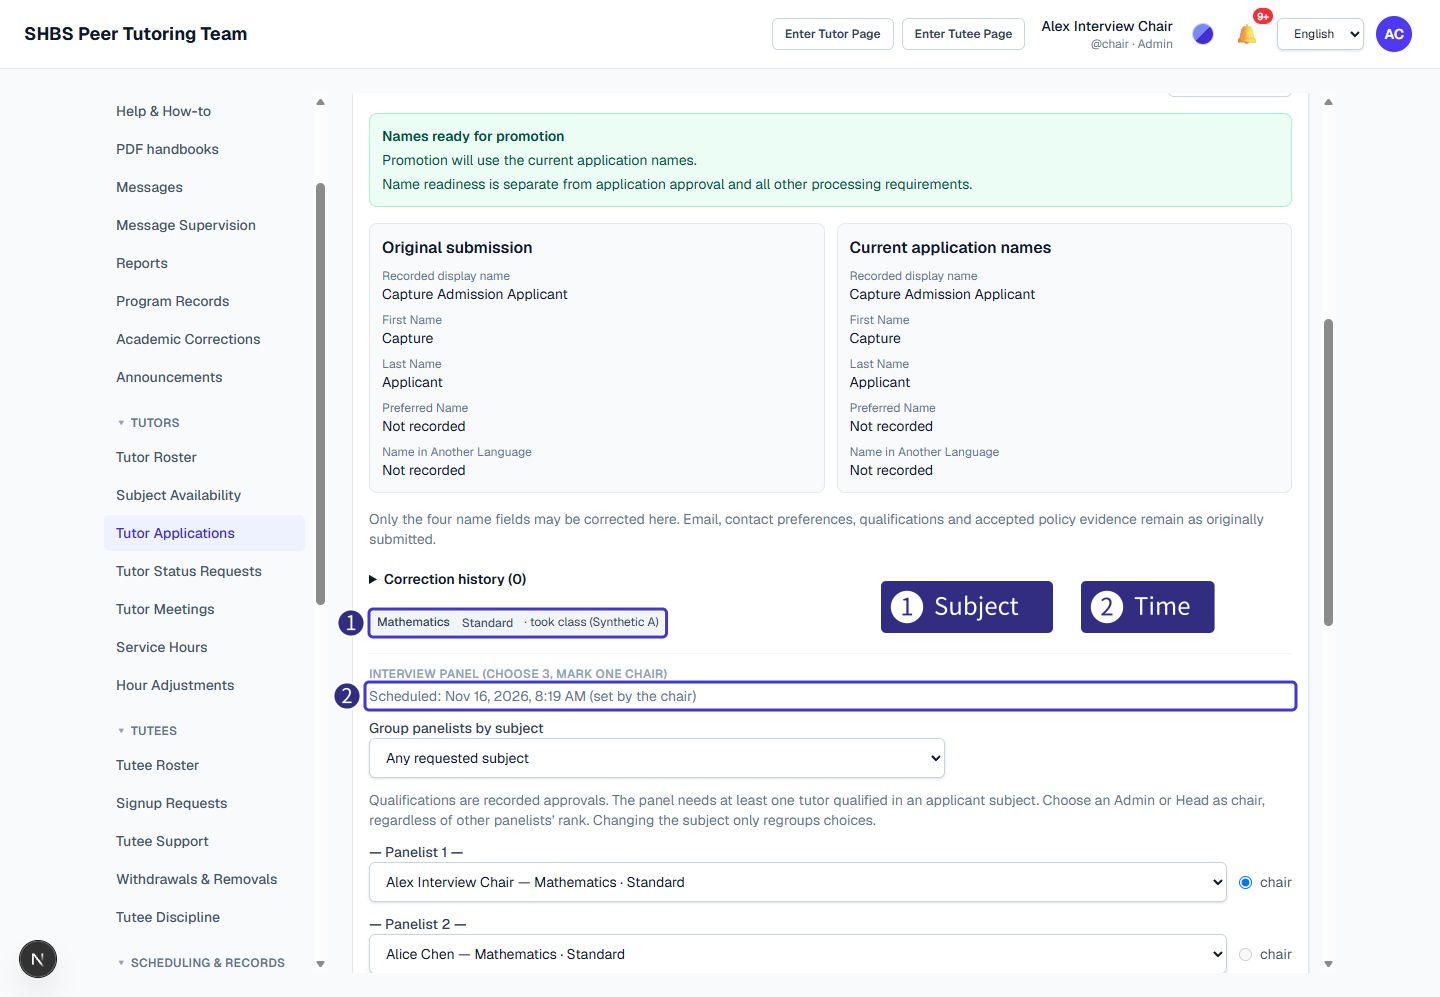 SHBS Peer Tutoring Team
Enter Tutor Page
Enter Tutee Page
Alex Interview Chair
@chair · Admin
9+
English
AC
Help & How-to
PDF handbooks
Messages
Message Supervision
Reports
Program Records
Academic Corrections
Announcements
TUTORS
Tutor Roster
Subject Availability
Tutor Applications
Tutor Status Requests
Tutor Meetings
Service Hours
Hour Adjustments
TUTEES
Tutee Roster
Signup Requests
Tutee Support
Withdrawals & Removals
Tutee Discipline
SCHEDULING & RECORDS
N
Names ready for promotion
Promotion will use the current application names.
Name readiness is separate from application approval and all other processing requirements.
Original submission
Recorded display name
Capture Admission Applicant
First Name
Capture
Last Name
Applicant
Preferred Name
Not recorded
Name in Another Language
Not recorded
Current application names
Recorded display name
Capture Admission Applicant
First Name
Capture
Last Name
Applicant
Preferred Name
Not recorded
Name in Another Language
Not recorded
Only the four name fields may be corrected here. Email, contact preferences, qualifications and accepted policy evidence remain as originally
submitted.
Correction history (0)
1 Subject
2 Time
1 Mathematics Standard · took class (Synthetic A)
INTERVIEW PANEL (CHOOSE 3, MARK ONE CHAIR)
2 Scheduled: Nov 16, 2026, 8:19 AM (set by the chair)
Group panelists by subject
Any requested subject
Qualifications are recorded approvals. The panel needs at least one tutor qualified in an applicant subject. Choose an Admin or Head as chair,
regardless of other panelists' rank. Changing the subject only regroups choices.
— Panelist 1 —
Alex Interview Chair — Mathematics · Standard
chair
— Panelist 2 —
Alice Chen — Mathematics · Standard
chair